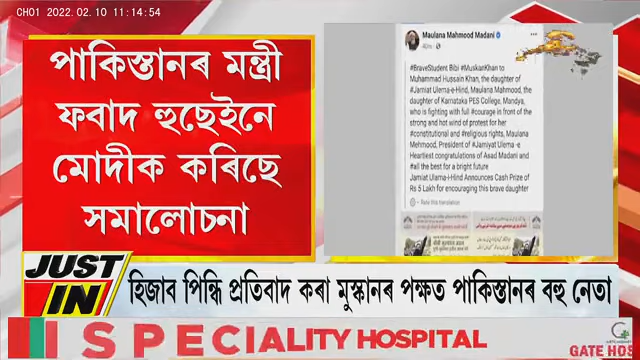 CH01 2022.02.10 11:14:54
পাকিস্তানৰ মন্ত্ৰী
ফবাদ হুছেইনে
মোদীক কৰিছে
সমালোচনা
Maulana Mahmood Madani
#BraveStudent Bibi #MuskanKhan to
Muhammad Hussain Khan, the daughter of
#Jamiat Ulema-e-Hind, Maulana Mahmood, the
daughter of Karnataka PES College, Mandya,
who is fighting with full #courage in front of the
strong and hot wind of protest for her
#constitutional and #religious rights, Maulana
Mehmood, President of #Jamiyat Ulema -e
Heartiest congratulations of Asad Madani and
#all the best for a bright future
Jamiat Ulema-i-Hind Announces Cash Prize of
Rs 5 Lakh for encouraging this brave daughter
Rate this translation
JUST
IN
হিজাব পিন্ধি প্ৰতিবাদ কৰা মুস্কানৰ পক্ষত পাকিস্তানৰ বহু নেতা
SPECIALITY HOSPITAL
GATE HOS